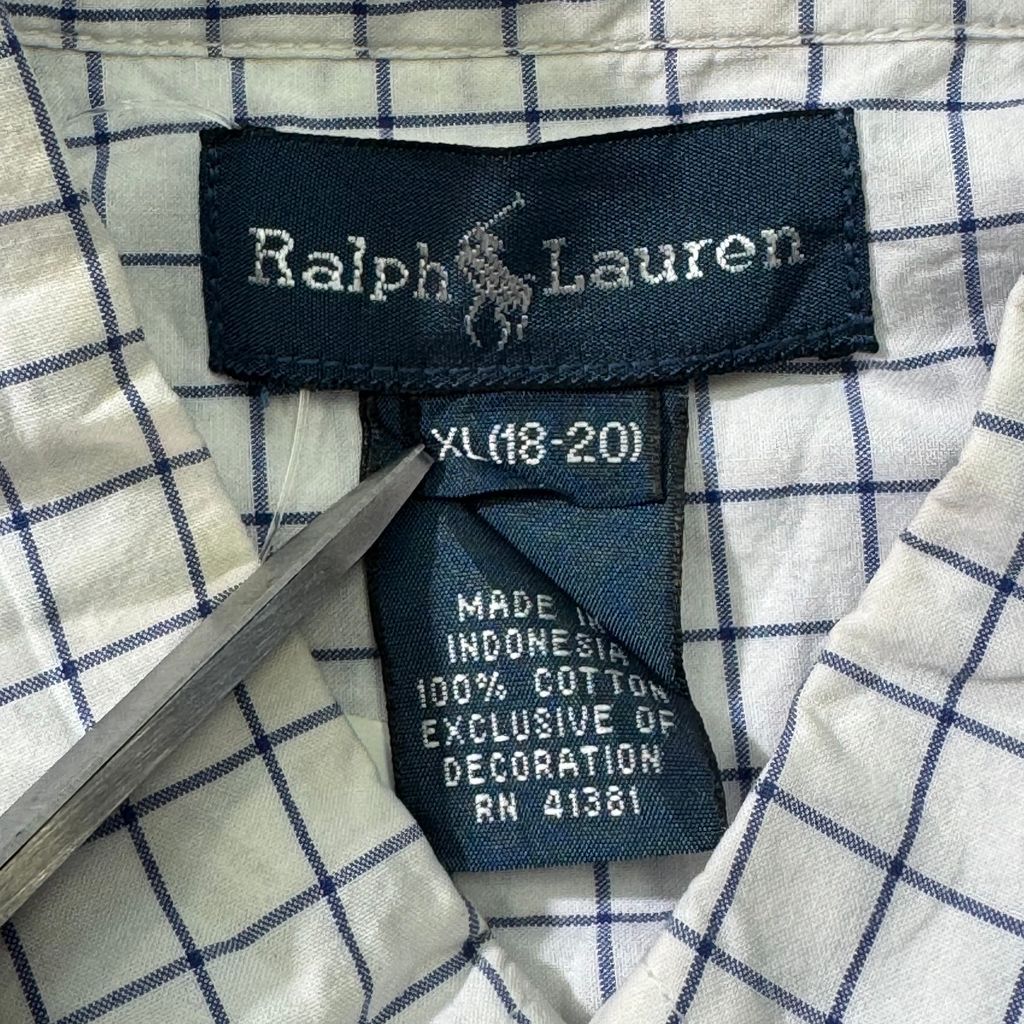 Ralph Lauren
XL(18-20)
MADE IN
INDONESIA
100% COTTON
EXCLUSIVE OF
DECORATION
RN 41381